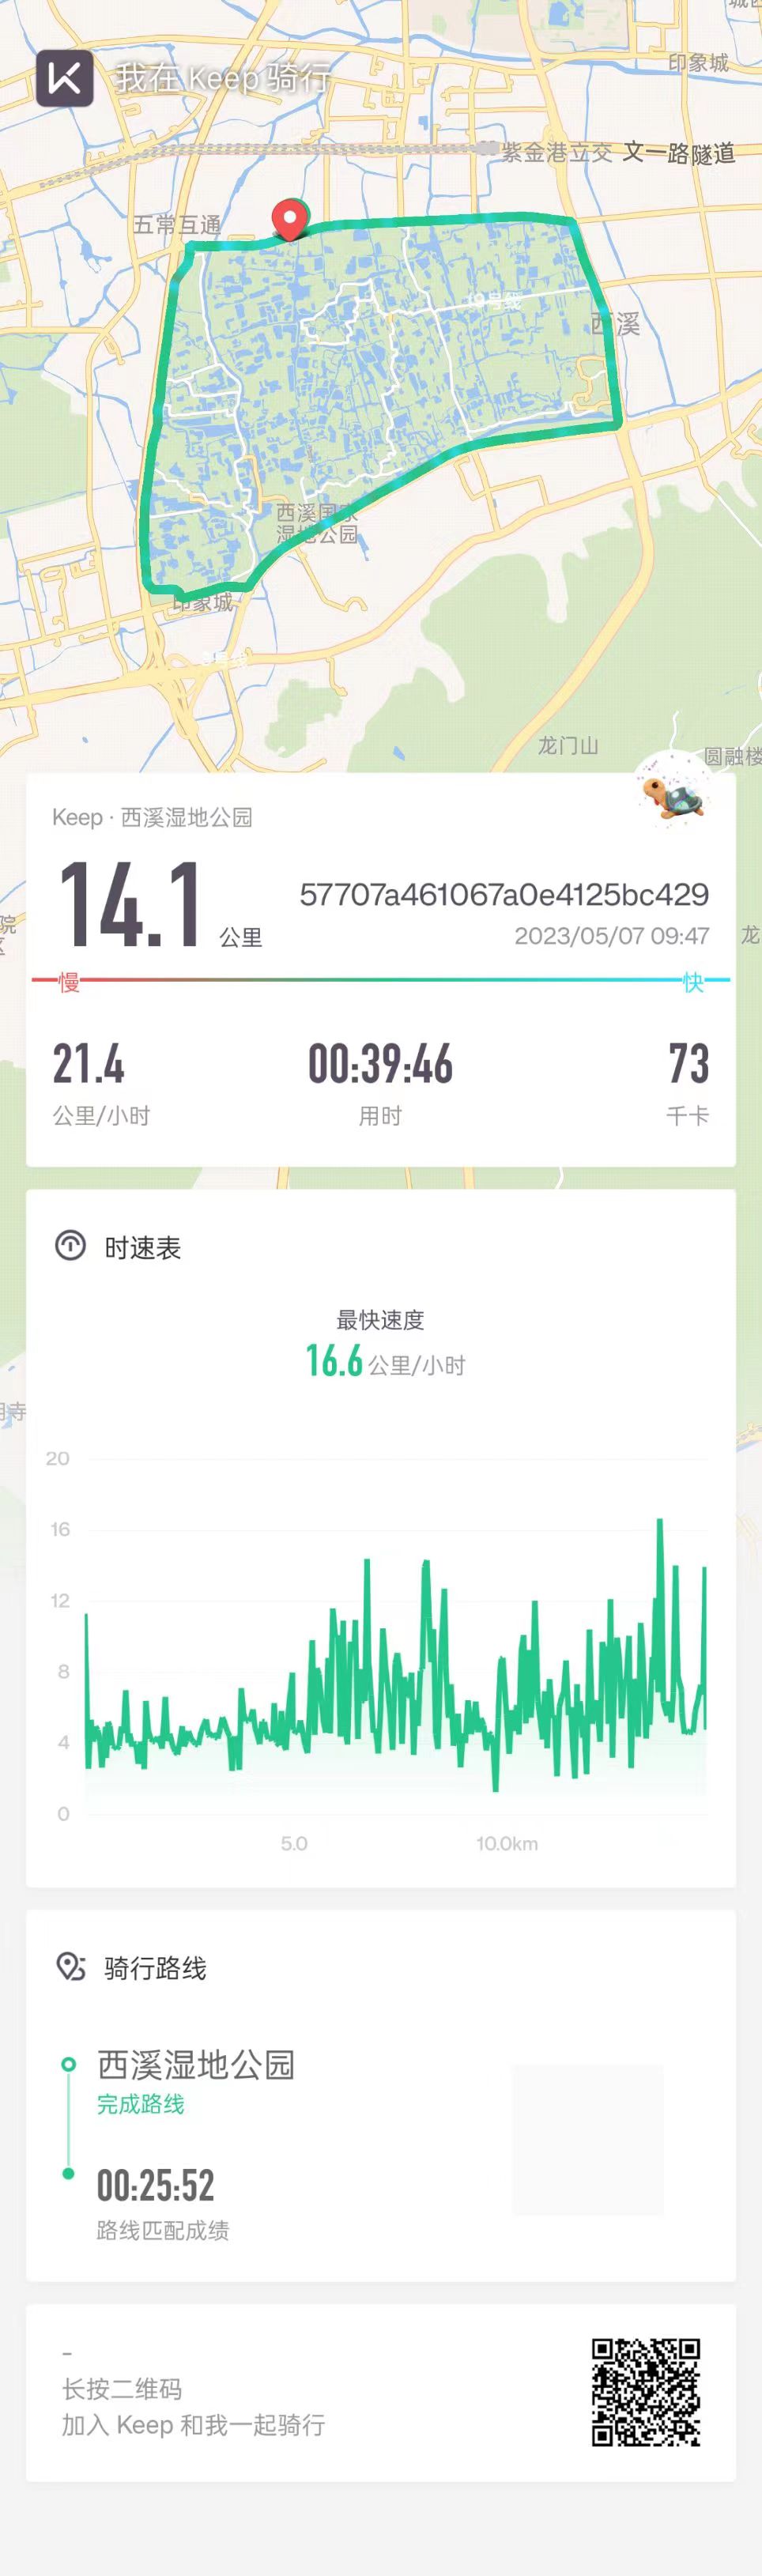 城西
印象城
我在 Keep 骑行
紫金港立交 文一路隧道
五常互通
西溪
西溪国家
湿地公园
印象城
龙门山
圆融楼
Keep · 西溪湿地公园
14.1 公里
57707a461067a0e4125bc429
2023/05/07 09:47
院
龙
慢
快
21.4
00:39:46
73
公里/小时
用时
千卡
时速表
最快速度
16.6 公里/小时
20
16
12
8
4
0
5.0
10.0km
骑行路线
西溪湿地公园
完成路线
00:25:52
路线匹配成绩
-
长按二维码
加入 Keep 和我一起骑行